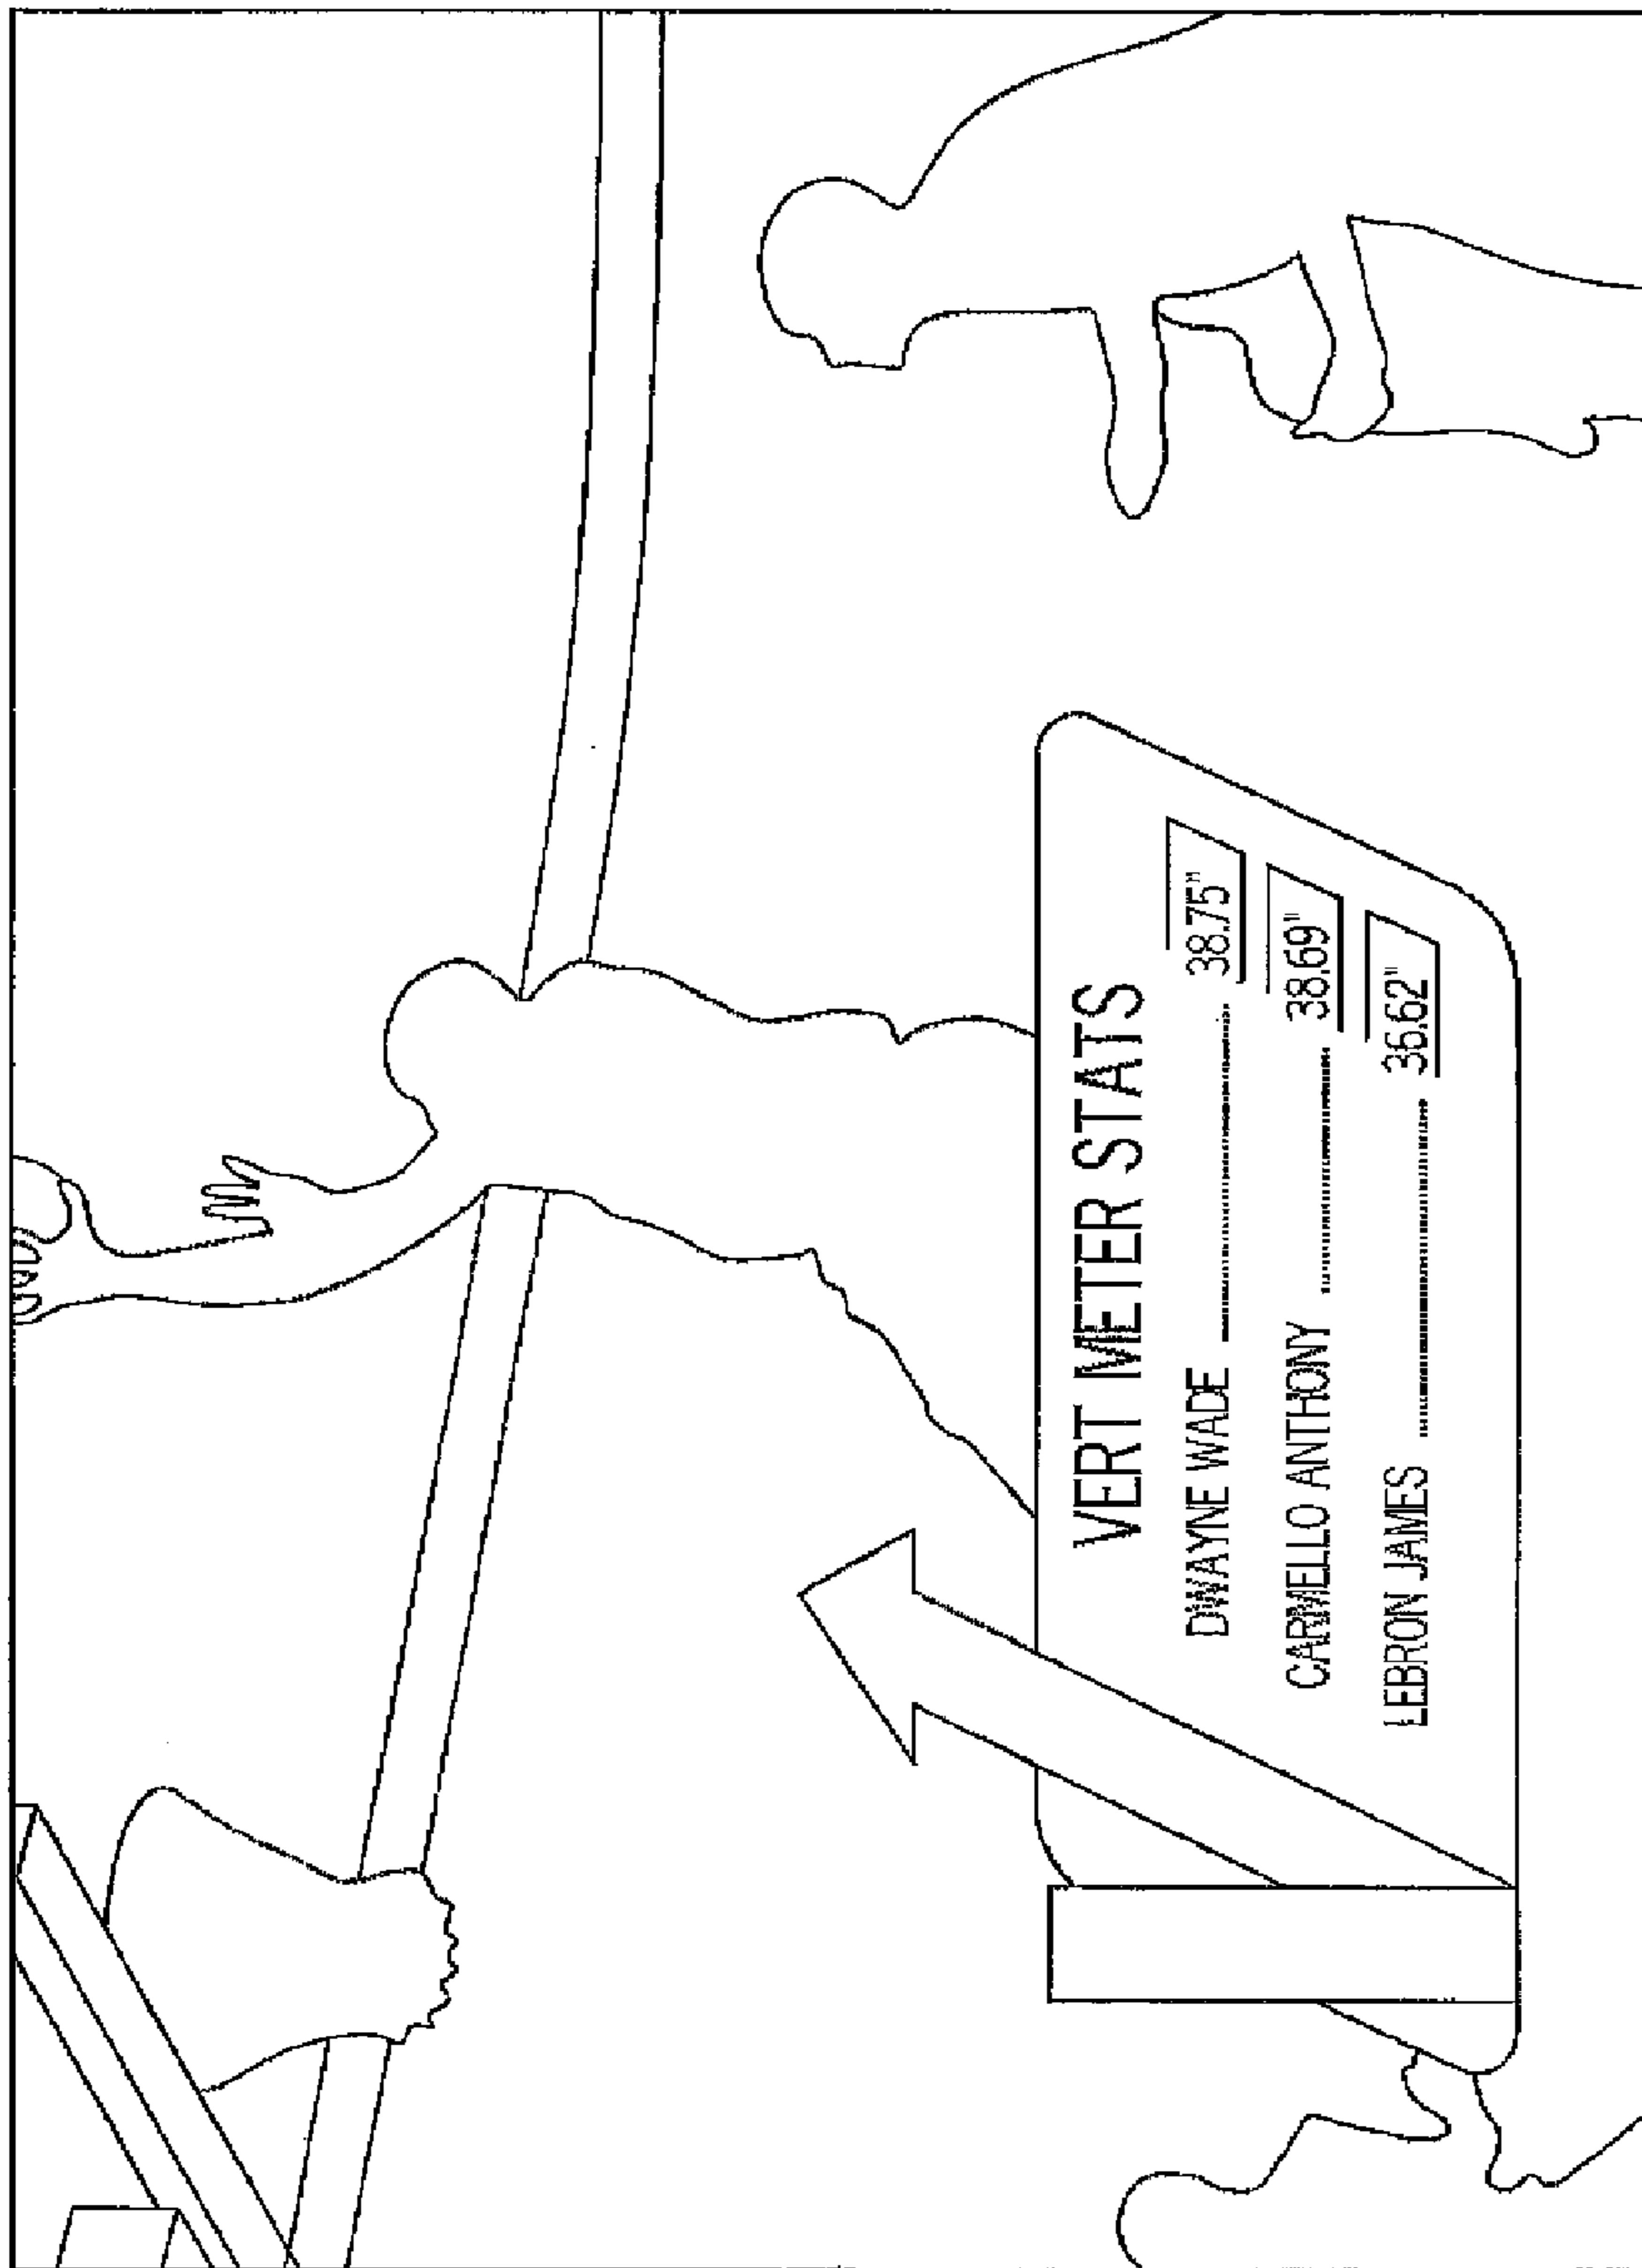 VERT METER STATS
DWAYNE WADE 38.75"
CARMELLO ANTHONY 38.69"
LEBRON JAMES 36.62"